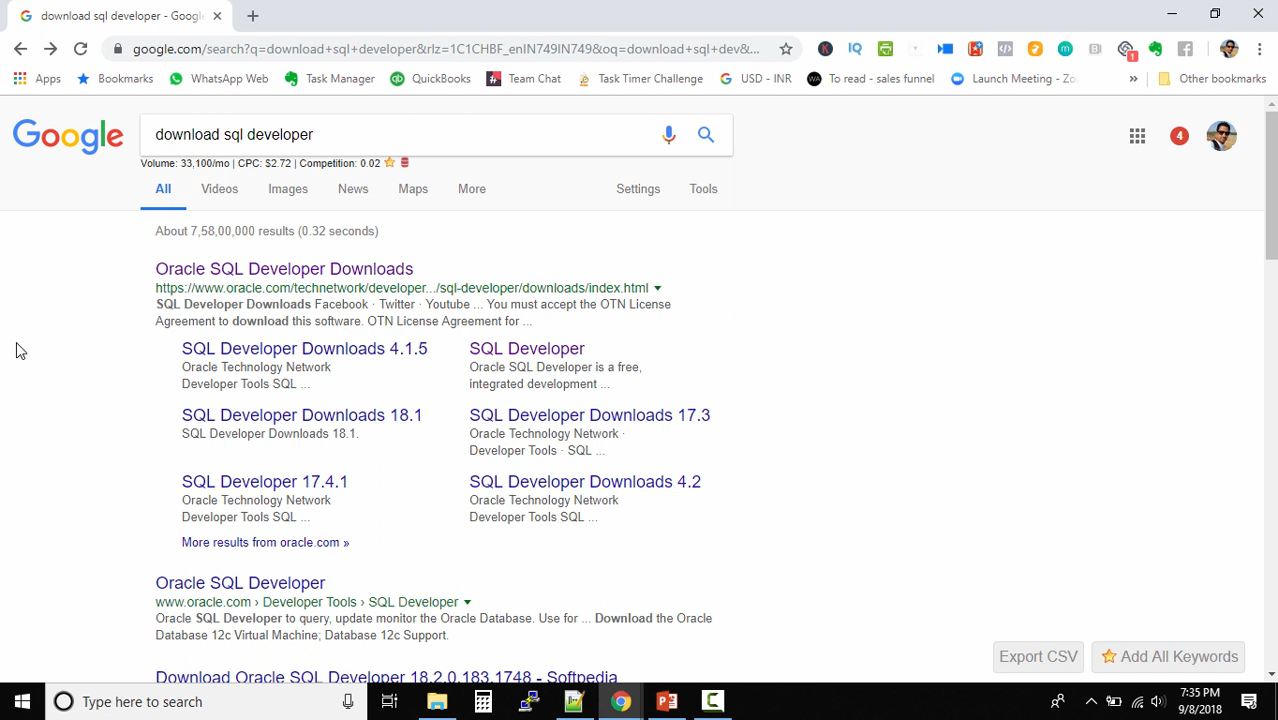 download sql developer - Google
google.com/search?q=download+sql+developer&rlz=1C1CHBF_enIN749IN749&oq=download+sql+dev&...
1
Apps
Bookmarks
WhatsApp Web
Task Manager
QuickBooks
Team Chat
Task Timer Challenge
USD - INR
To read - sales funnel
Launch Meeting - Zo
»
Other bookmarks
Google
download sql developer
4
Volume: 33,100/mo | CPC: $2.72 | Competition: 0.02
All
Videos
Images
News
Maps
More
Settings
Tools
About 7,58,00,000 results (0.32 seconds)
Oracle SQL Developer Downloads
https://www.oracle.com/technetwork/developer.../sql-developer/downloads/index.html
SQL Developer Downloads Facebook · Twitter · Youtube ... You must accept the OTN License
Agreement to download this software. OTN License Agreement for ...
SQL Developer Downloads 4.1.5
Oracle Technology Network
Developer Tools SQL ...
SQL Developer
Oracle SQL Developer is a free,
integrated development ...
SQL Developer Downloads 18.1
SQL Developer Downloads 18.1.
SQL Developer Downloads 17.3
Oracle Technology Network ·
Developer Tools · SQL ...
SQL Developer 17.4.1
Oracle Technology Network
Developer Tools SQL ...
SQL Developer Downloads 4.2
Oracle Technology Network
Developer Tools SQL ...
More results from oracle.com »
Oracle SQL Developer
www.oracle.com › Developer Tools › SQL Developer
Oracle SQL Developer to query, update monitor the Oracle Database. Use for ... Download the Oracle
Database 12c Virtual Machine; Database 12c Support.
Export CSV
Add All Keywords
Download Oracle SQL Developer 18.2.0.183.1748 - Softpedia
Type here to search
7:35 PM
9/8/2018